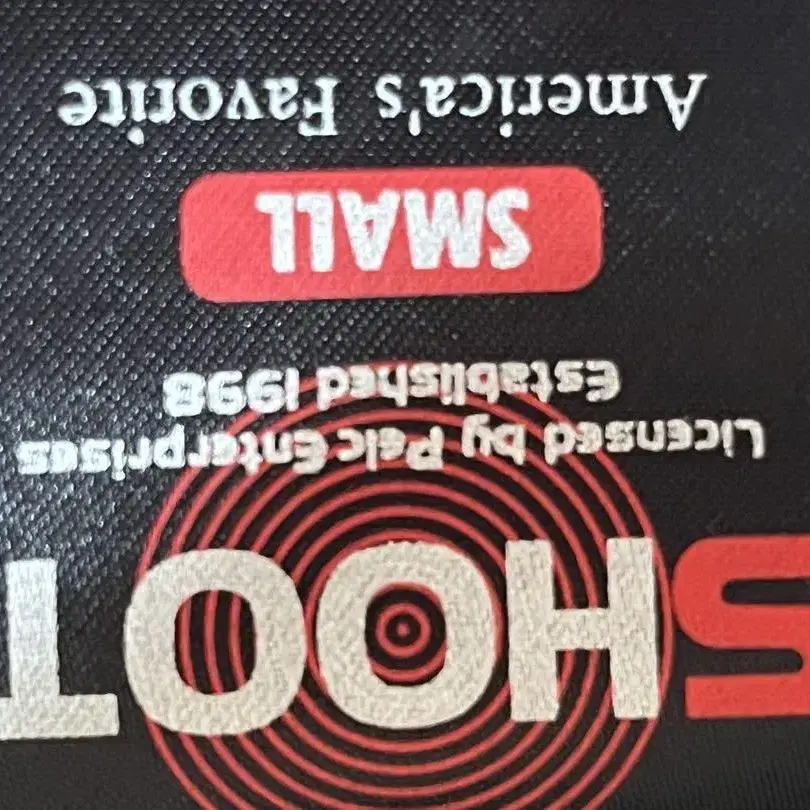 SHOOT
Licensed by Pelc Enterprises
Established 1998
SMALL
America's Favorite